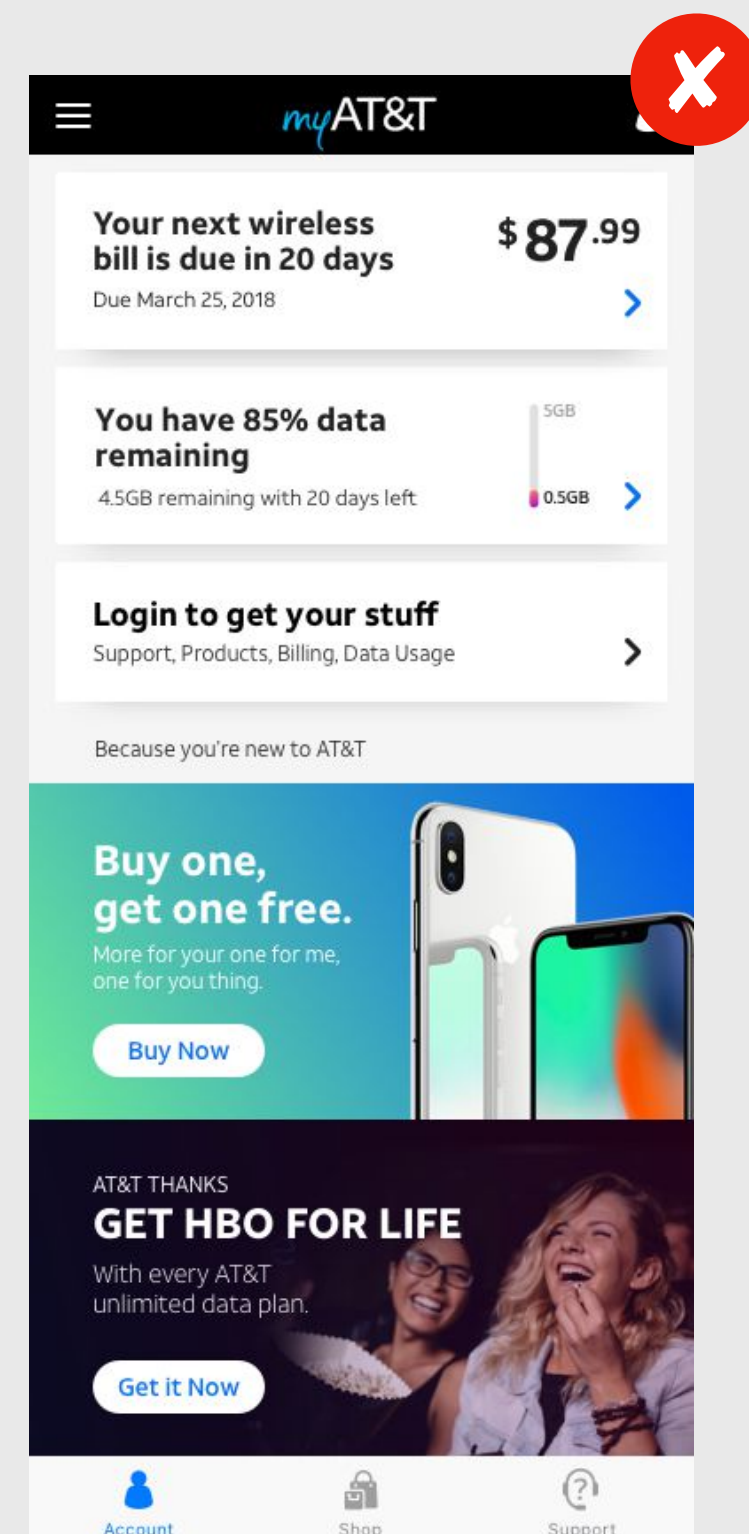 myAT&T
Your next wireless
bill is due in 20 days
$87.99
Due March 25, 2018
You have 85% data
remaining
4.5GB remaining with 20 days left
5GB
0.5GB
Login to get your stuff
Support, Products, Billing, Data Usage
Because you're new to AT&T
Buy one,
get one free.
More for your one for me,
one for you thing.
Buy Now
AT&T THANKS
GET HBO FOR LIFE
With every AT&T
unlimited data plan.
Get it Now
Account
Shop
Support